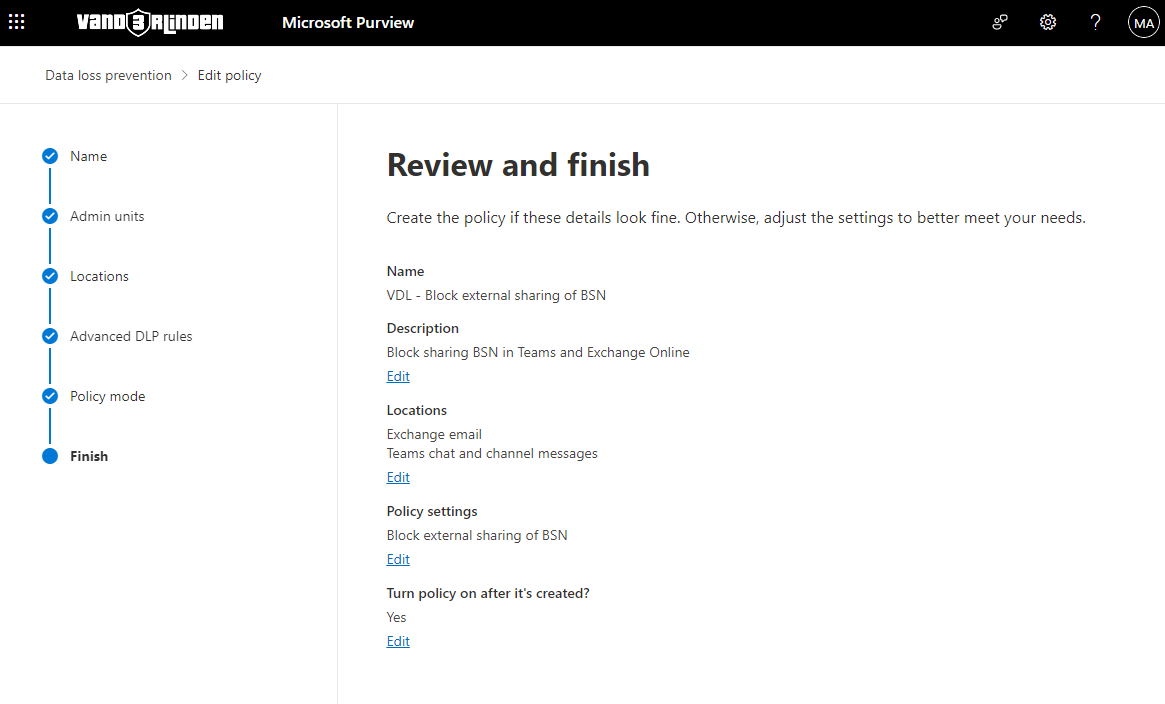 VAND3RLINDEN Microsoft Purview ? MA
Data loss prevention > Edit policy
Name
Admin units
Locations
Advanced DLP rules
Policy mode
Finish
Review and finish
Create the policy if these details look fine. Otherwise, adjust the settings to better meet your needs.
Name
VDL - Block external sharing of BSN
Description
Block sharing BSN in Teams and Exchange Online
Edit
Locations
Exchange email
Teams chat and channel messages
Edit
Policy settings
Block external sharing of BSN
Edit
Turn policy on after it's created?
Yes
Edit